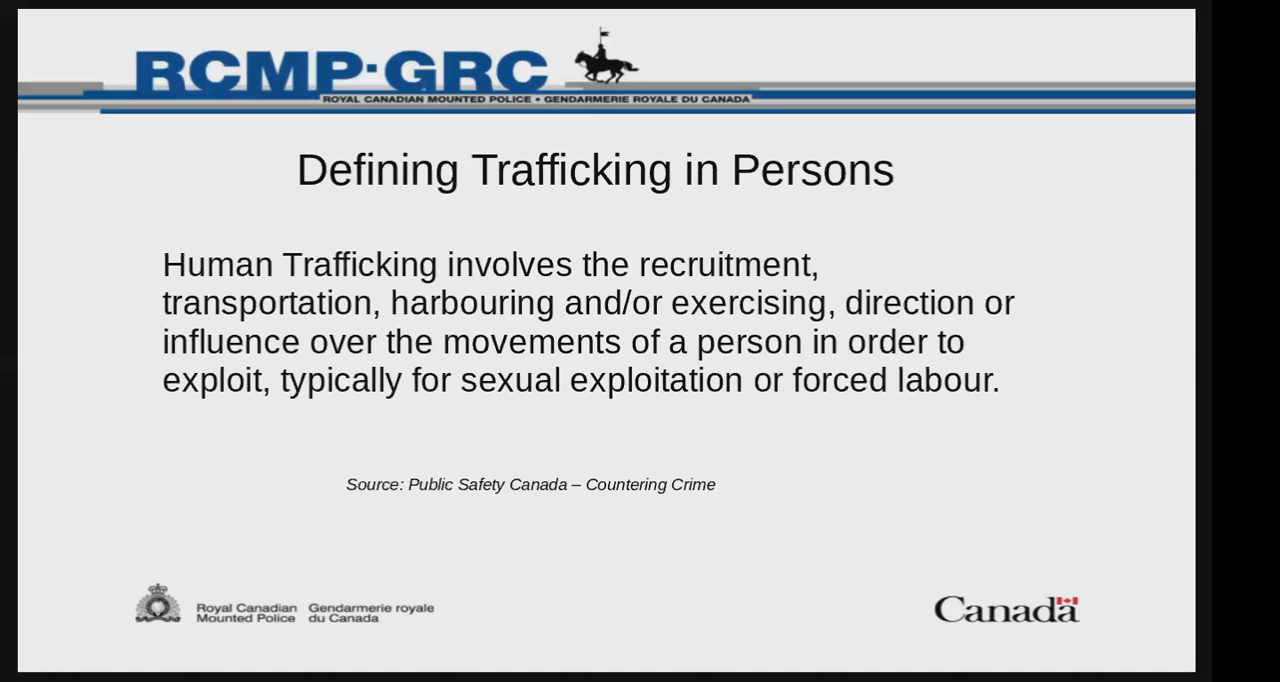 RCMP·GRC
ROYAL CANADIAN MOUNTED POLICE • GENDARMERIE ROYALE DU CANADA
Defining Trafficking in Persons
Human Trafficking involves the recruitment,
transportation, harbouring and/or exercising, direction or
influence over the movements of a person in order to
exploit, typically for sexual exploitation or forced labour.
Source: Public Safety Canada – Countering Crime
Royal Canadian Gendarmerie royale
Mounted Police du Canada
Canada